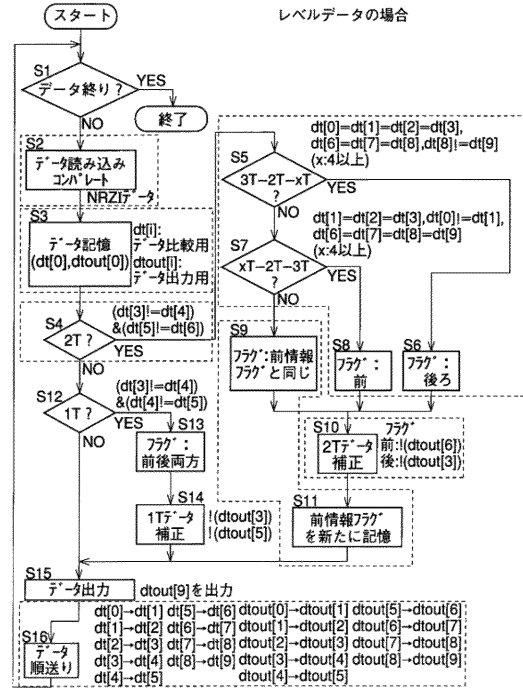 スタート
レベルデータの場合
S1
データ終り?
YES
終了
NO
S2
データ読み込み
コンパレート
NRZIデータ
S3
データ記憶
(dt[0],dtout[0])
dt[i]:
データ比較用
dtout[i]:
データ出力用
S4
2T?
(dt[3]!=dt[4])
&(dt[5]!=dt[6])
YES
NO
S5
3T-2T-xT
?
dt[0]=dt[1]=dt[2]=dt[3],
dt[6]=dt[7]=dt[8],dt[8]!=dt[9]
(x:4以上)
YES
NO
S7
xT-2T-3T
?
dt[1]=dt[2]=dt[3],dt[0]!=dt[1],
dt[6]=dt[7]=dt[8]=dt[9]
(x:4以上)
YES
NO
S9
フラグ:前情報
フラグと同じ
S8
フラグ:
前
S6
フラグ:
後ろ
S10
2Tデータ
補正
フラグ
前:!(dtout[6])
後:!(dtout[3])
S11
前情報フラグ
を新たに記憶
S12
1T?
(dt[3]!=dt[4])
&(dt[4]!=dt[5])
YES
NO
S13
フラグ:
前後両方
S14
1Tデータ
補正
!(dtout[3])
!(dtout[5])
S15
データ出力
dtout[9]を出力
S16
データ
順送り
dt[0]→dt[1] dt[5]→dt[6] dtout[0]→dtout[1] dtout[5]→dtout[6]
dt[1]→dt[2] dt[6]→dt[7] dtout[1]→dtout[2] dtout[6]→dtout[7]
dt[2]→dt[3] dt[7]→dt[8] dtout[2]→dtout[3] dtout[7]→dtout[8]
dt[3]→dt[4] dt[8]→dt[9] dtout[3]→dtout[4] dtout[8]→dtout[9]
dt[4]→dt[5] dtout[4]→dtout[5]